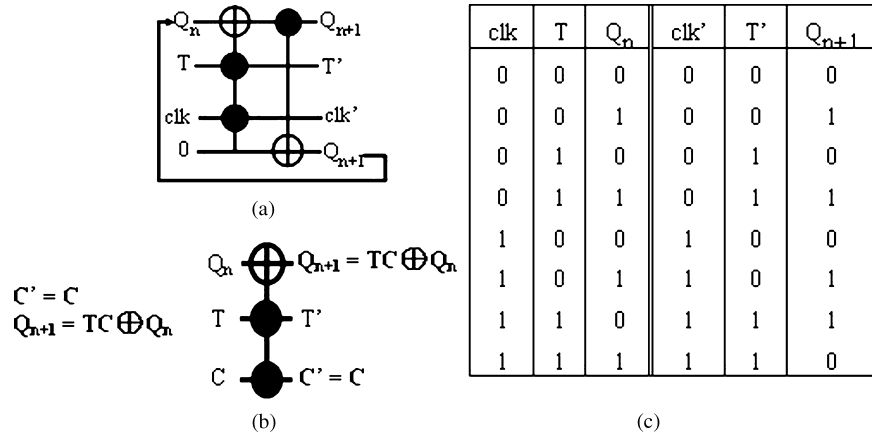 Qn Qn+1
T T'
clk clk'
0 Qn+1
(a)
Qn Qn+1 = TC⊕Qn
T T'
C C' = C
C' = C
Qn+1 = TC⊕Qn
(b)
clk T Qn clk' T' Qn+1
0 0 0 0 0 0
0 0 1 0 0 1
0 1 0 0 1 0
0 1 1 0 1 1
1 0 0 1 0 0
1 0 1 1 0 1
1 1 0 1 1 1
1 1 1 1 1 0
(c)